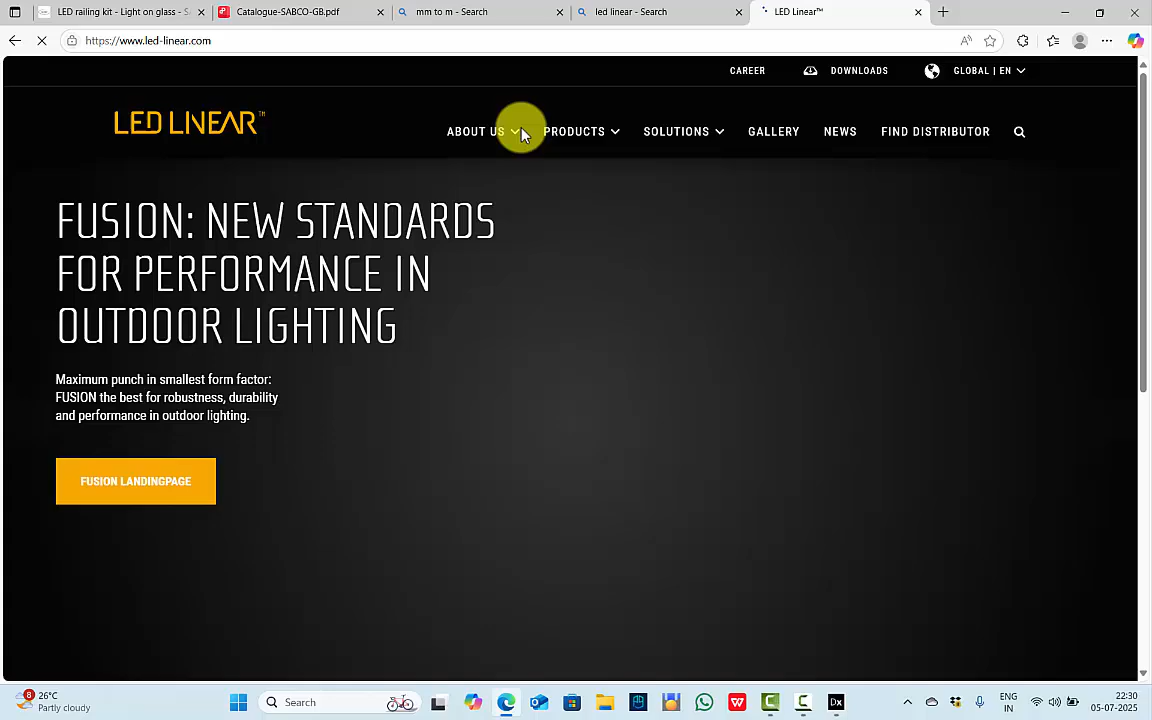 LED railing kit - Light on glass - S
Catalogue-SABCO-GB.pdf
mm to m - Search
led linear - Search
LED Linear™
https://www.led-linear.com
CAREER
DOWNLOADS
GLOBAL | EN
LED LINEAR™
ABOUT US
PRODUCTS
SOLUTIONS
GALLERY
NEWS
FIND DISTRIBUTOR
FUSION: NEW STANDARDS
FOR PERFORMANCE IN
OUTDOOR LIGHTING
Maximum punch in smallest form factor:
FUSION the best for robustness, durability
and performance in outdoor lighting.
FUSION LANDINGPAGE
8
26°C
Partly cloudy
Search
W
Dx
ENG
IN
22:30
05-07-2025